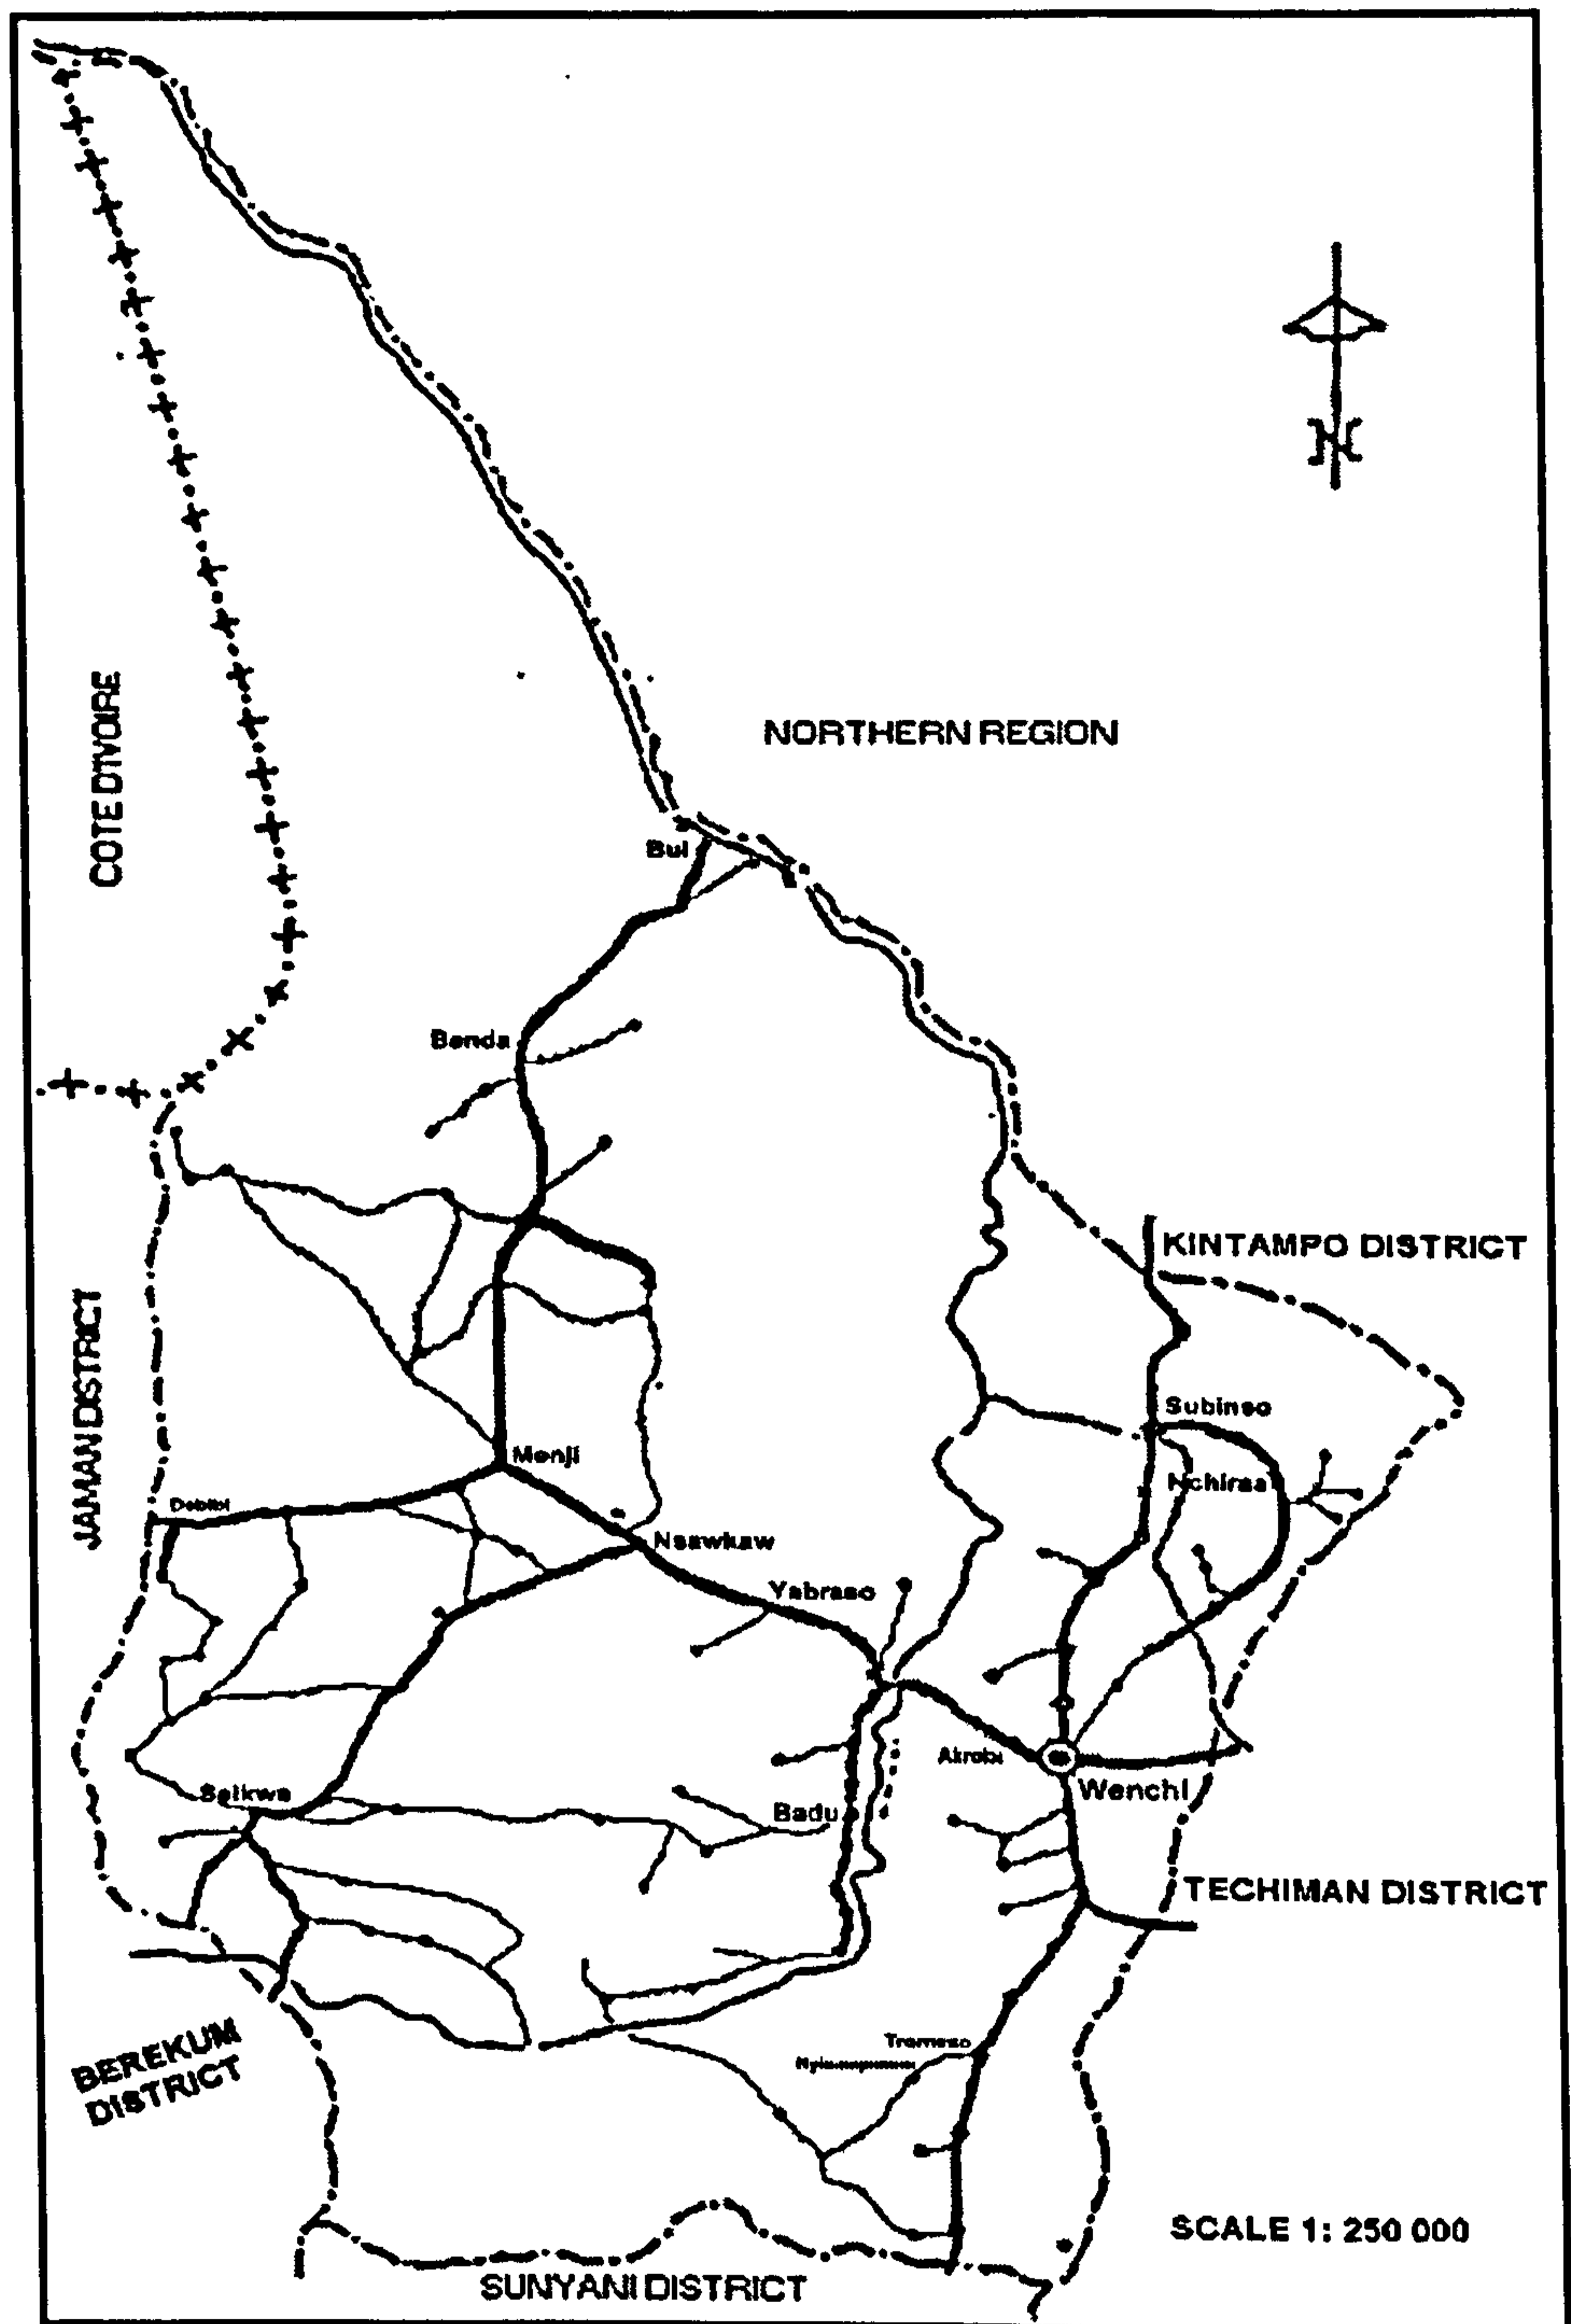 N
COTE D'IVOIRE
NORTHERN REGION
Bui
Banda
KINTAMPO DISTRICT
JAMAN DISTRICT
Subinso
Menji
Nchiraa
Debibi
Nsawkaw
Yabraso
Akrobi
Wenchi
Seikwa
Badu
TECHIMAN DISTRICT
BEREKUM
DISTRICT
Tromeso
SCALE 1: 250 000
SUNYANI DISTRICT